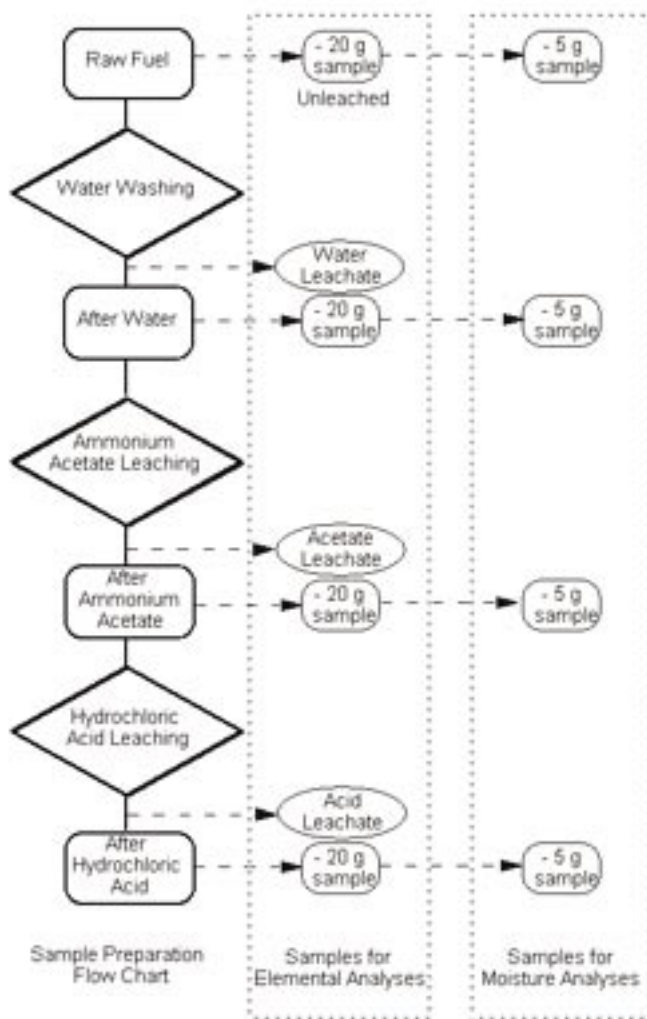 Raw Fuel
- 20 g
sample
- 5 g
sample
Unleached
Water Washing
Water
Leachate
After Water
- 20 g
sample
- 5 g
sample
Ammonium
Acetate Leaching
Acetate
Leachate
After
Ammonium
Acetate
- 20 g
sample
- 5 g
sample
Hydrochloric
Acid Leaching
Acid
Leachate
After
Hydrochloric
Acid
- 20 g
sample
- 5 g
sample
Sample Preparation
Flow Chart
Samples for
Elemental Analyses
Samples for
Moisture Analyses